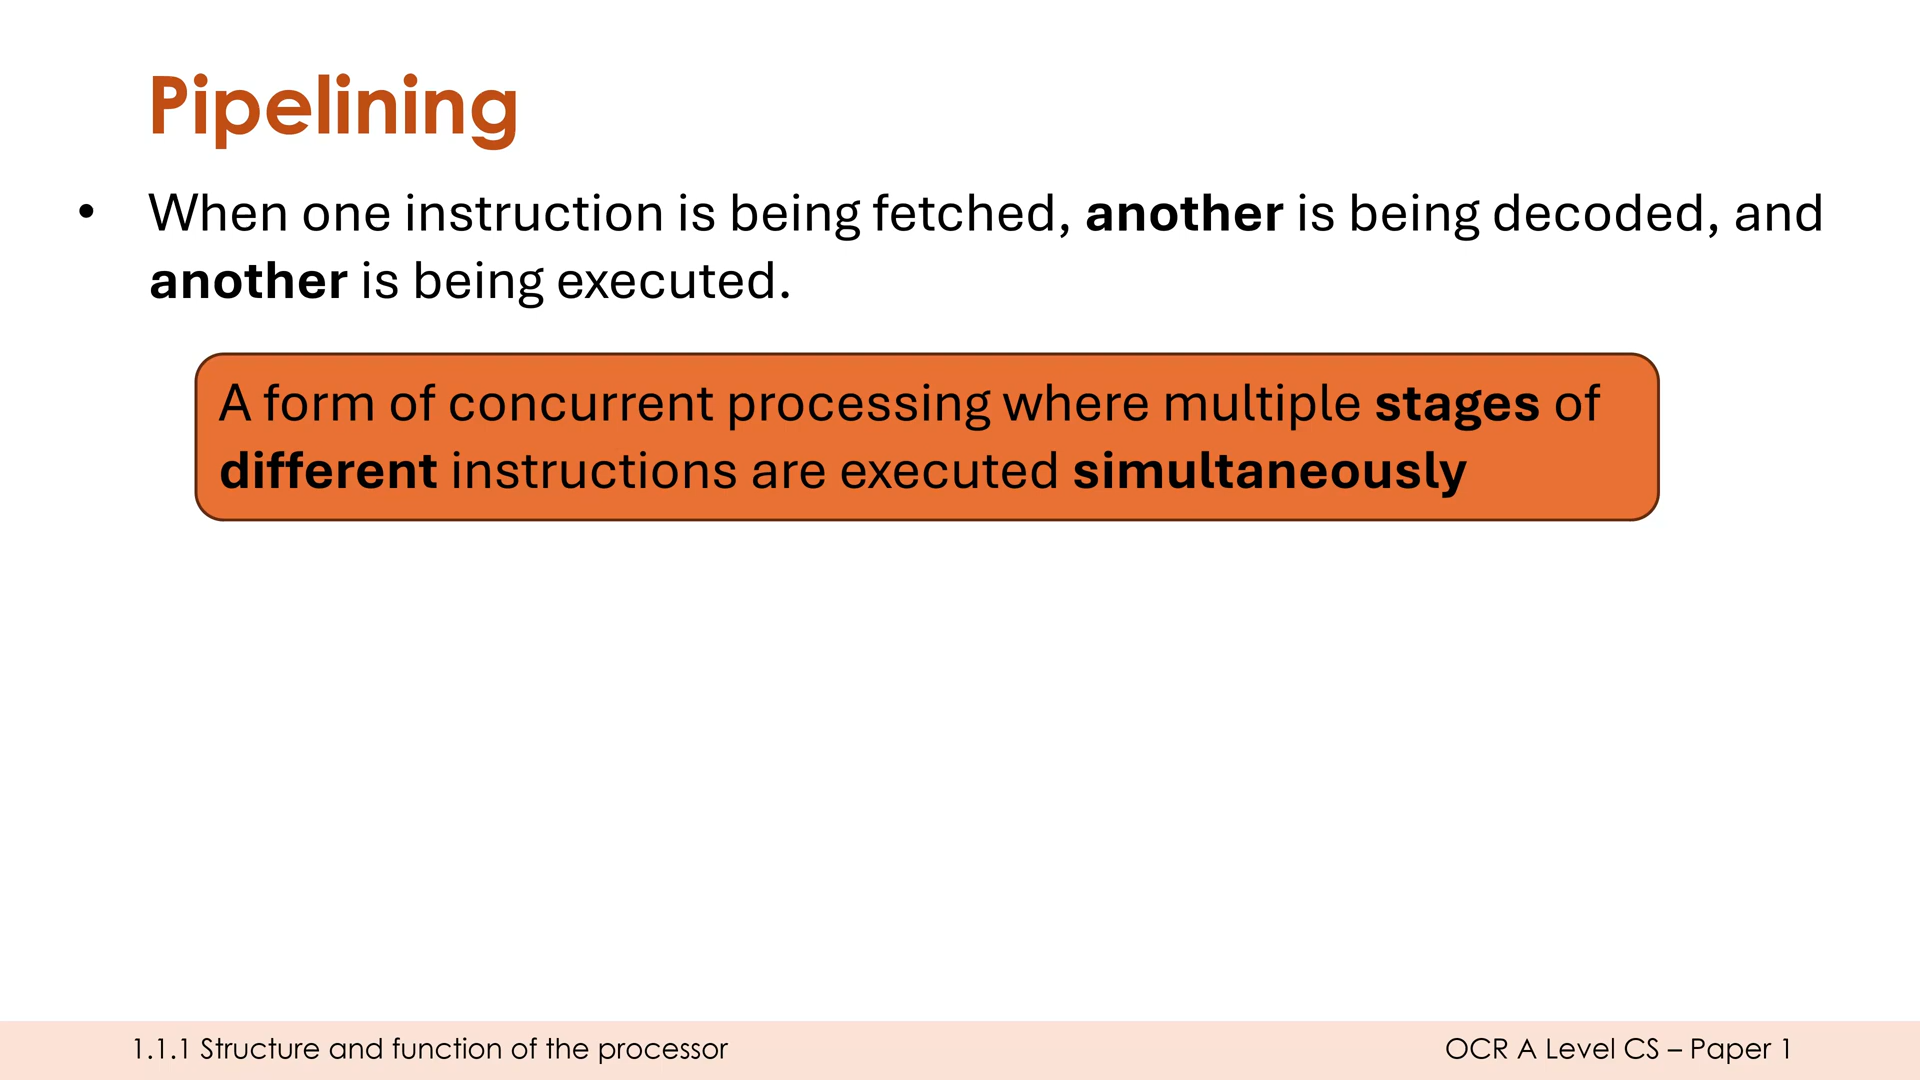 Pipelining
• When one instruction is being fetched, another is being decoded, and
another is being executed.
A form of concurrent processing where multiple stages of
different instructions are executed simultaneously
1.1.1 Structure and function of the processor
OCR A Level CS – Paper 1